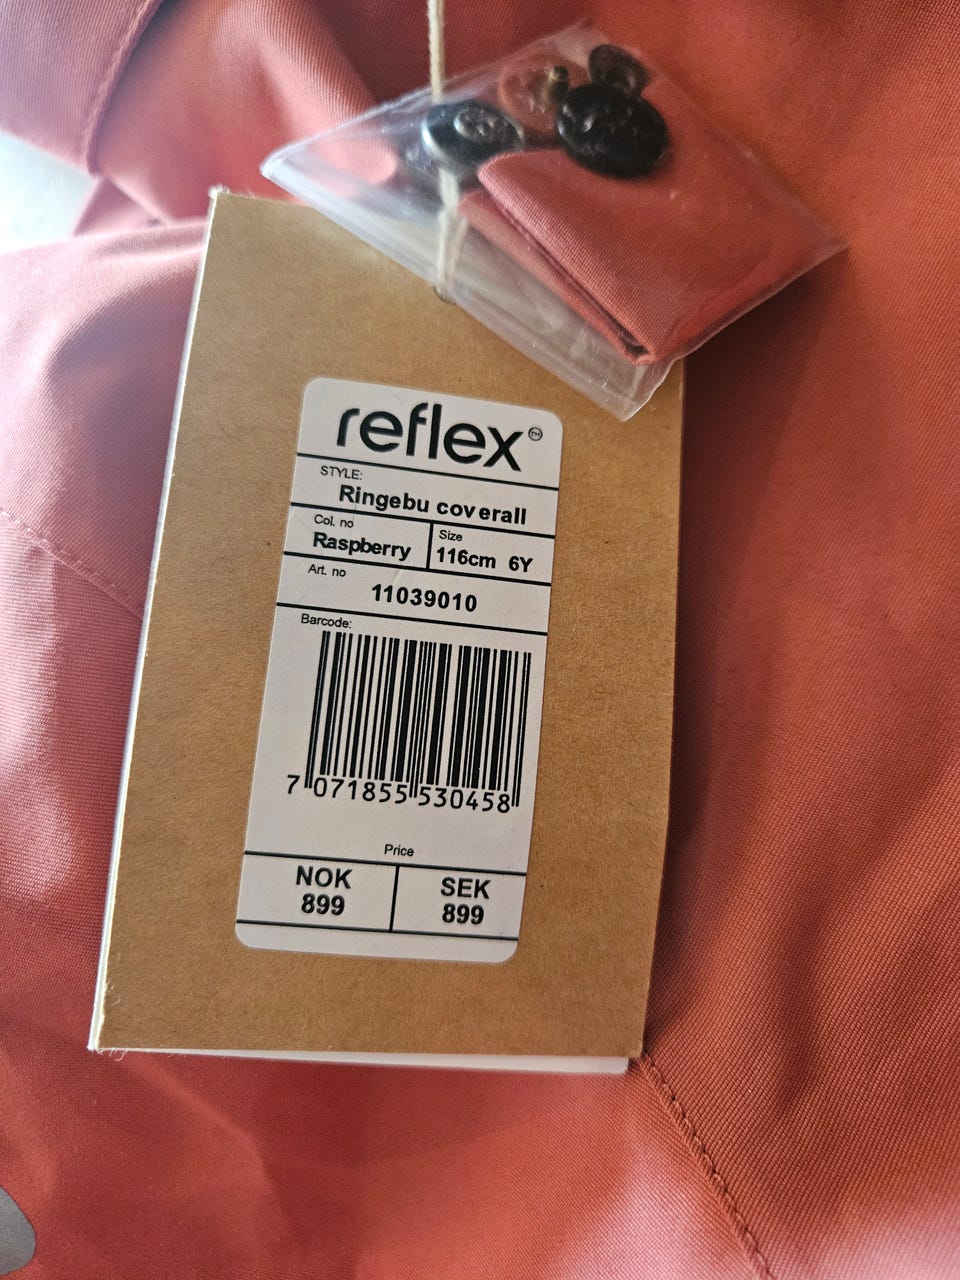 reflex™
STYLE:
Ringebu coverall
Col. no
Raspberry
Size
116cm 6Y
Art. no
11039010
Barcode:
7 071855 530458
Price
NOK
899
SEK
899